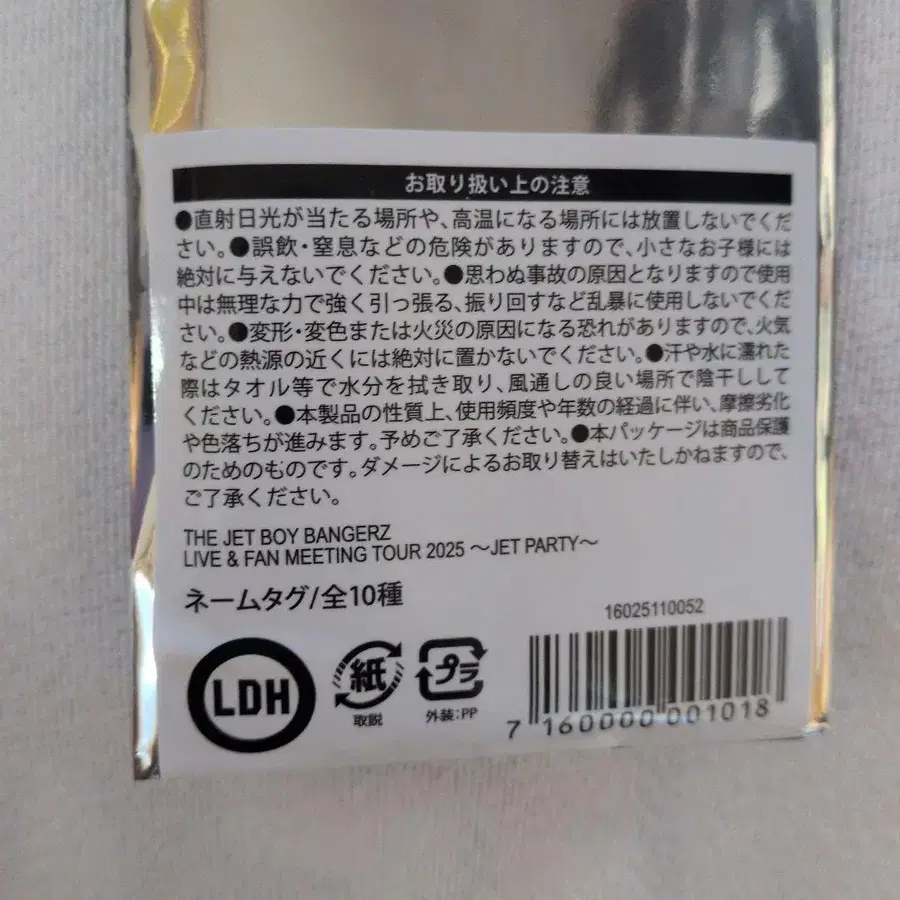 お取り扱い上の注意
●直射日光が当たる場所や、高温になる場所には放置しないでくだ
さい。●誤飲・窒息などの危険がありますので、小さなお子様には
絶対に与えないでください。●思わぬ事故の原因となりますので使用
中は無理な力で強く引っ張る、振り回すなど乱暴に使用しないでくだ
さい。●変形・変色または火災の原因になる恐れがありますので、火気
などの熱源の近くには絶対に置かないでください。●汗や水に濡れた
際はタオル等で水分を拭き取り、風通しの良い場所で陰干しして
ください。●本製品の性質上、使用頻度や年数の経過に伴い、摩擦劣化
や色落ちが進みます。予めご了承ください。●本パッケージは商品保護
のためのものです。ダメージによるお取り替えはいたしかねますので、
ご了承ください。
THE JET BOY BANGERZ
LIVE & FAN MEETING TOUR 2025 〜JET PARTY〜
ネームタグ/全10種
16025110052
LDH
紙
取説
プラ
外装:PP
7 160000 001018